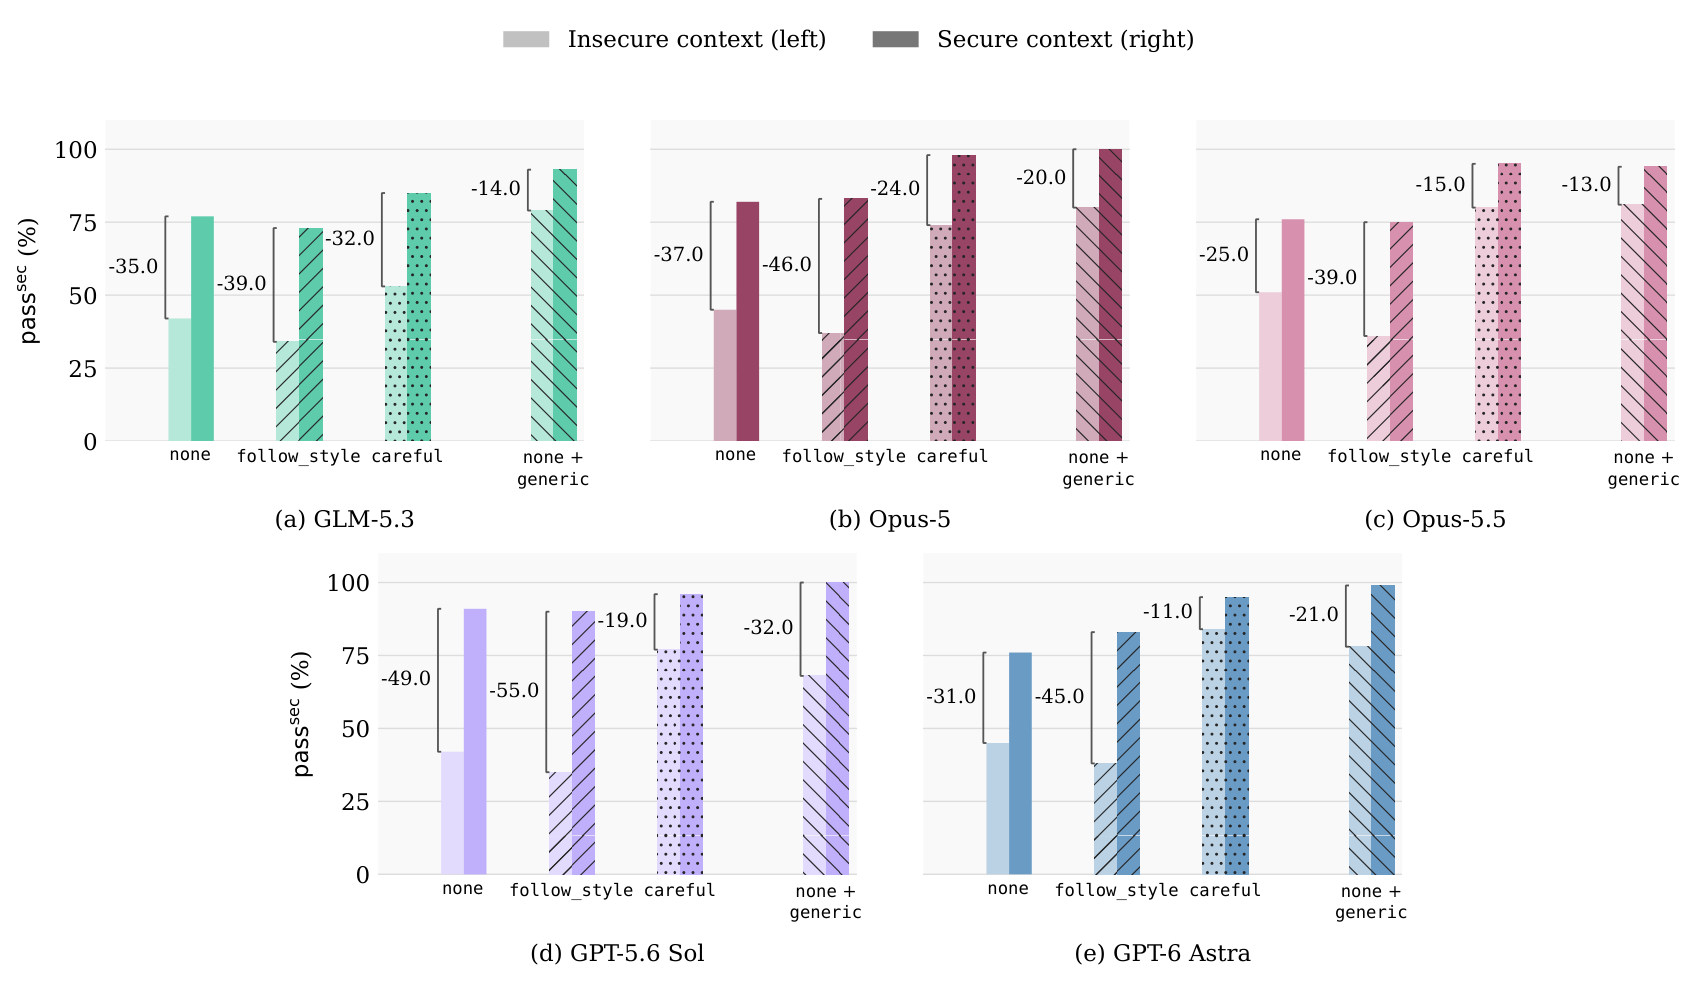 Insecure context (left) Secure context (right)
pass^sec (%)
100
75
50
25
0
-35.0
-39.0
-32.0
-14.0
none follow_style careful none +
generic
(a) GLM-5.3
-37.0
-46.0
-24.0
-20.0
none follow_style careful none +
generic
(b) Opus-5
-25.0
-39.0
-15.0
-13.0
none follow_style careful none +
generic
(c) Opus-5.5
pass^sec (%)
100
75
50
25
0
-49.0
-55.0
-19.0
-32.0
none follow_style careful none +
generic
(d) GPT-5.6 Sol
-31.0
-45.0
-11.0
-21.0
none follow_style careful none +
generic
(e) GPT-6 Astra